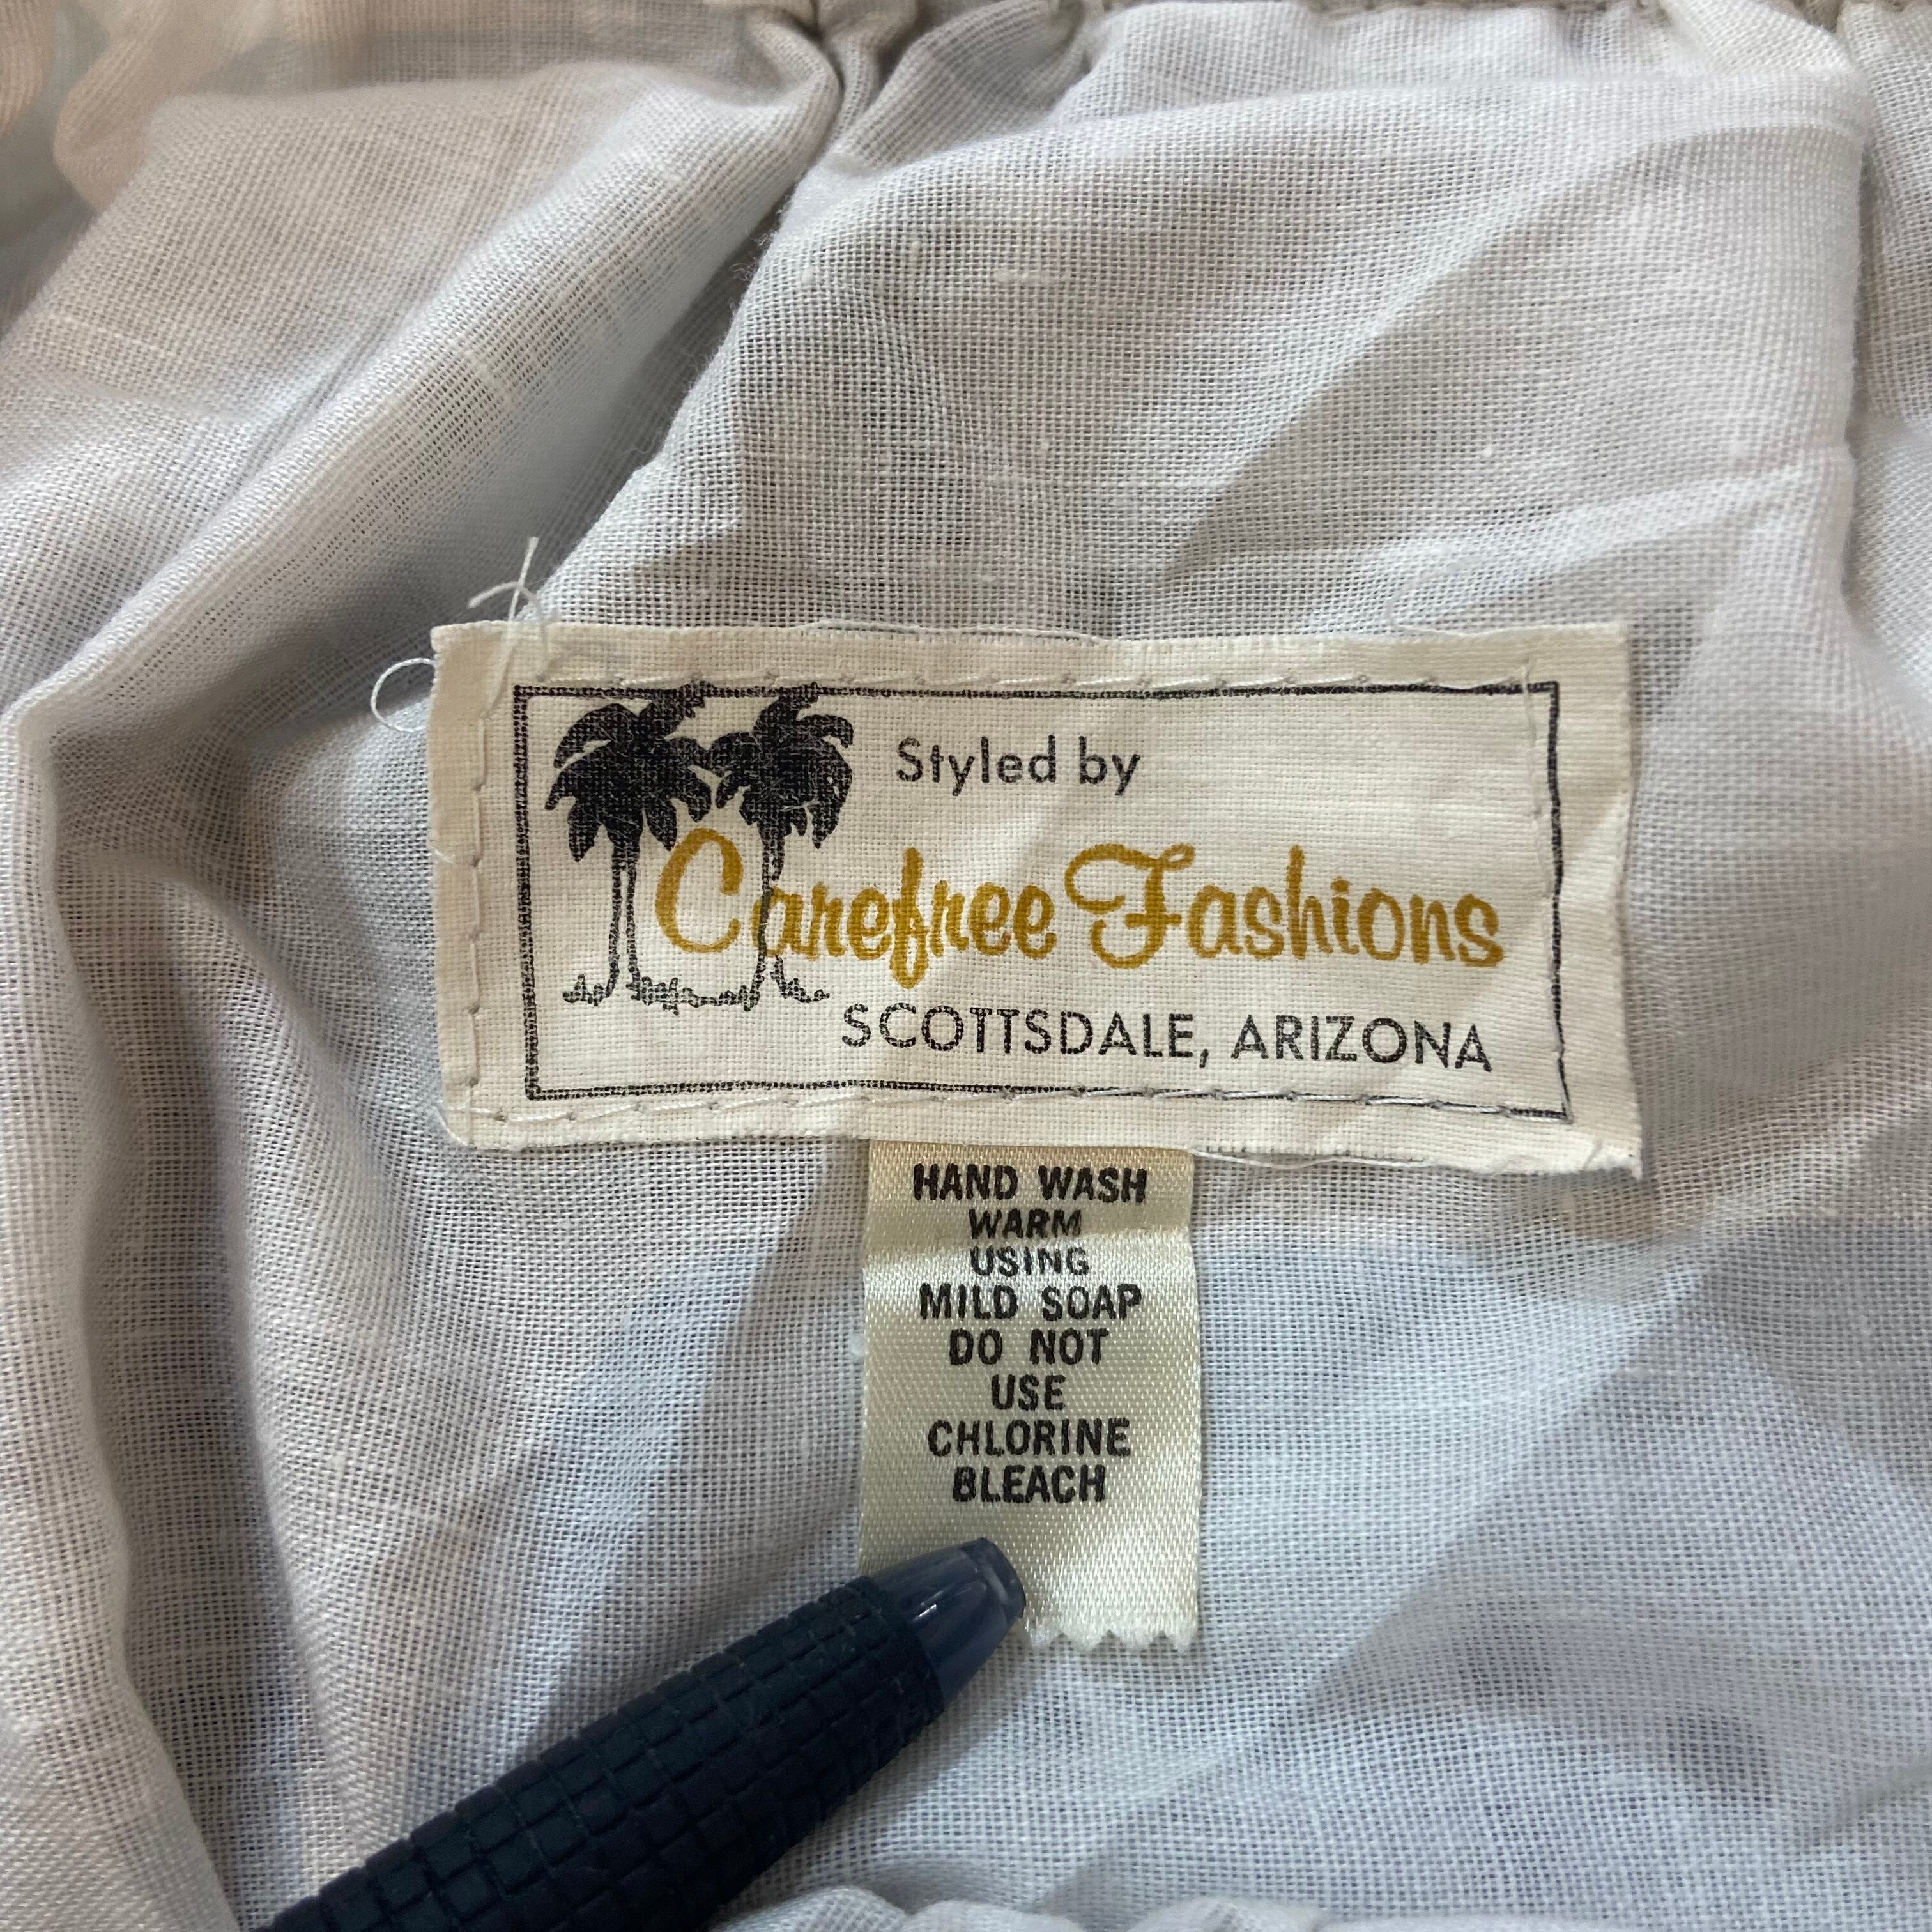 Styled by
Carefree Fashions
SCOTTSDALE, ARIZONA
HAND WASH
WARM
USING
MILD SOAP
DO NOT
USE
CHLORINE
BLEACH